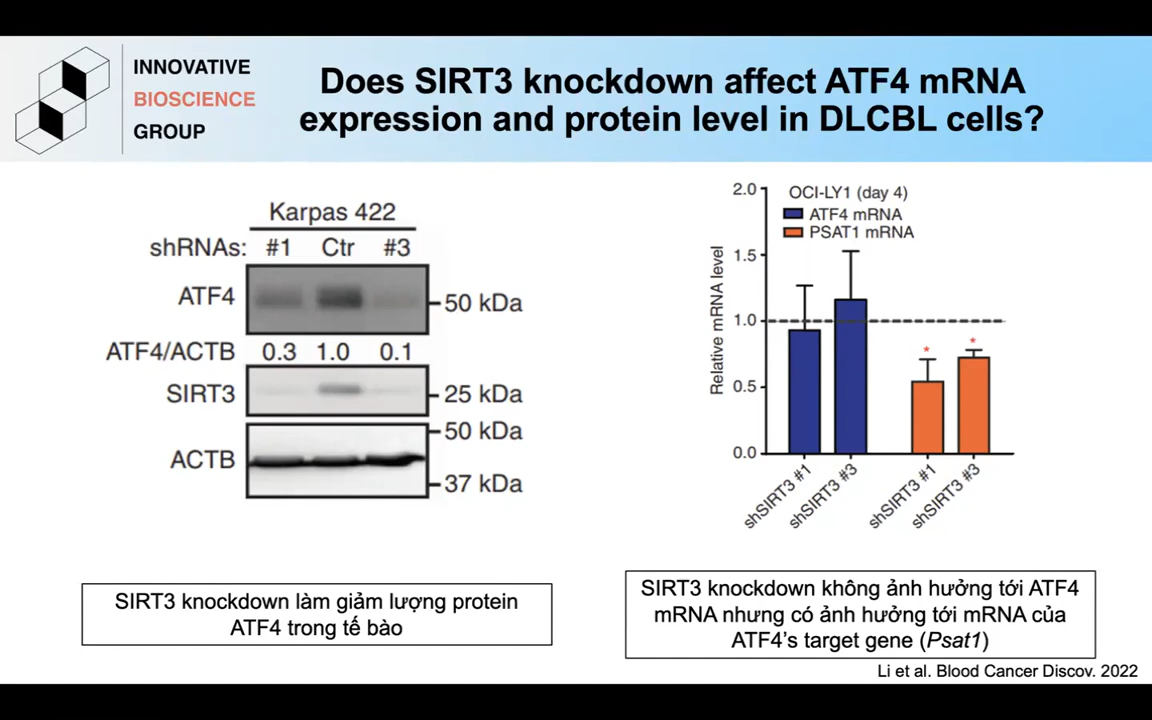 INNOVATIVE
BIOSCIENCE
GROUP
Does SIRT3 knockdown affect ATF4 mRNA
expression and protein level in DLCBL cells?
Karpas 422
shRNAs: #1 Ctr #3
ATF4
50 kDa
ATF4/ACTB 0.3 1.0 0.1
SIRT3
25 kDa
50 kDa
ACTB
37 kDa
SIRT3 knockdown làm giảm lượng protein
ATF4 trong tế bào
OCI-LY1 (day 4)
ATF4 mRNA
PSAT1 mRNA
Relative mRNA level
2.0
1.5
1.0
0.5
0.0
* *
shSIRT3 #1
shSIRT3 #3
shSIRT3 #1
shSIRT3 #3
SIRT3 knockdown không ảnh hưởng tới ATF4
mRNA nhưng có ảnh hưởng tới mRNA của
ATF4's target gene (Psat1)
Li et al. Blood Cancer Discov. 2022